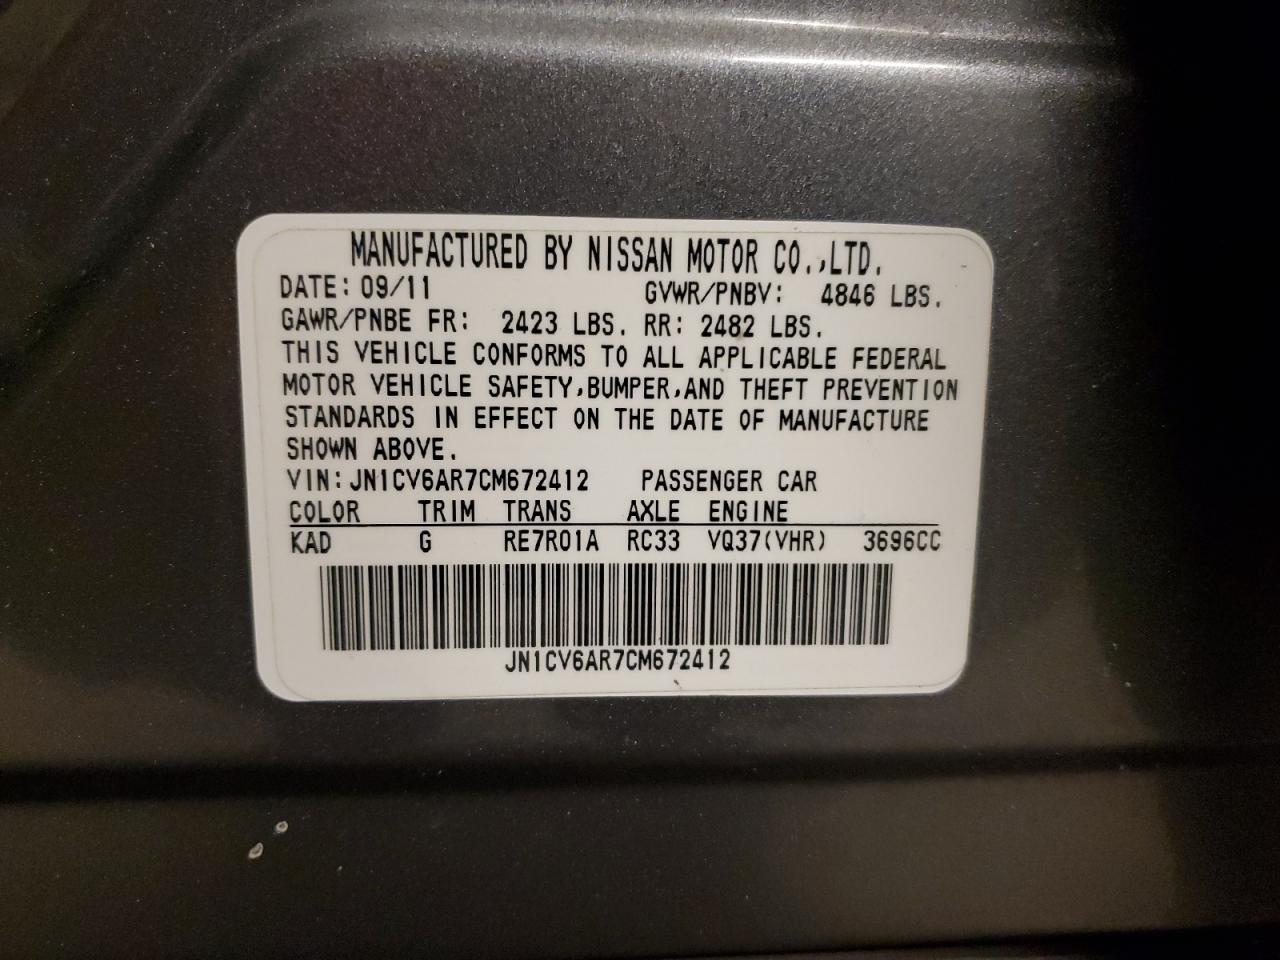 MANUFACTURED BY NISSAN MOTOR CO.,LTD.
DATE: 09/11 GVWR/PNBV: 4846 LBS.
GAWR/PNBE FR: 2423 LBS. RR: 2482 LBS.
THIS VEHICLE CONFORMS TO ALL APPLICABLE FEDERAL
MOTOR VEHICLE SAFETY,BUMPER,AND THEFT PREVENTION
STANDARDS IN EFFECT ON THE DATE OF MANUFACTURE
SHOWN ABOVE.
VIN:JN1CV6AR7CM672412 PASSENGER CAR
COLOR TRIM TRANS AXLE ENGINE
KAD G RE7R01A RC33 VQ37(VHR) 3696CC
JN1CV6AR7CM672412